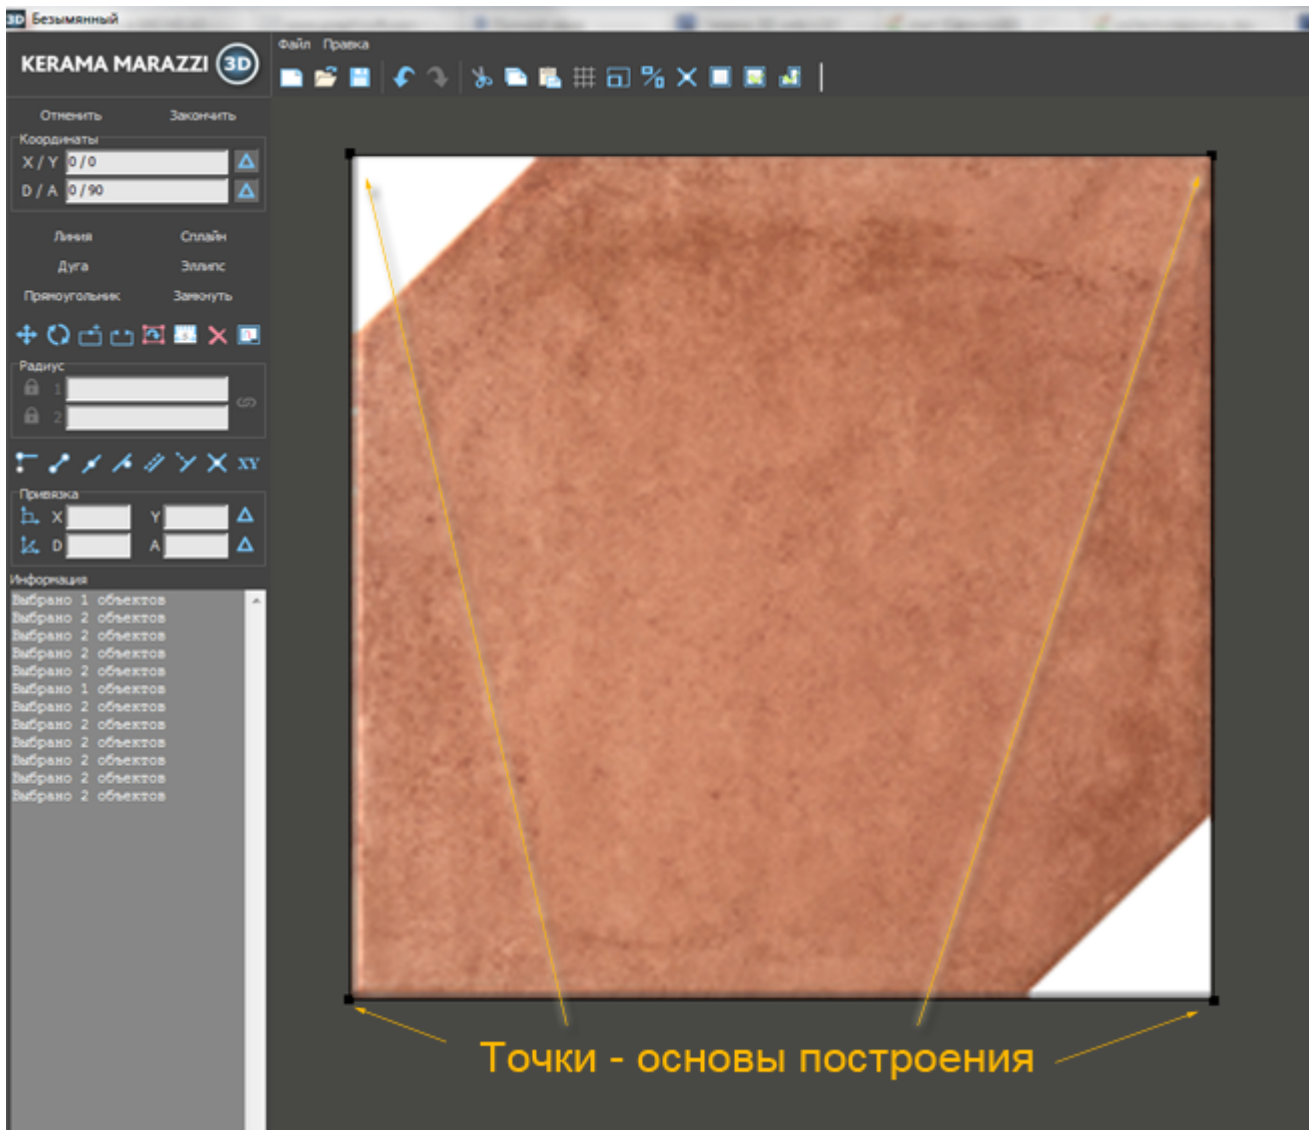 3D Безымянный
KERAMA MARAZZI 3D
Файл Правка
Отменить Закончить
Координаты
X / Y 0 / 0
D / A 0 / 90
Линия Сплайн
Дуга Эллипс
Прямоугольник Замкнуть
Радиус
1
2
XY
Привязка
X Y
D A
Информация
Выбрано 1 объектов
Выбрано 2 объектов
Выбрано 2 объектов
Выбрано 2 объектов
Выбрано 2 объектов
Выбрано 1 объектов
Выбрано 2 объектов
Выбрано 2 объектов
Выбрано 2 объектов
Выбрано 2 объектов
Выбрано 2 объектов
Выбрано 2 объектов
Точки - основы построения